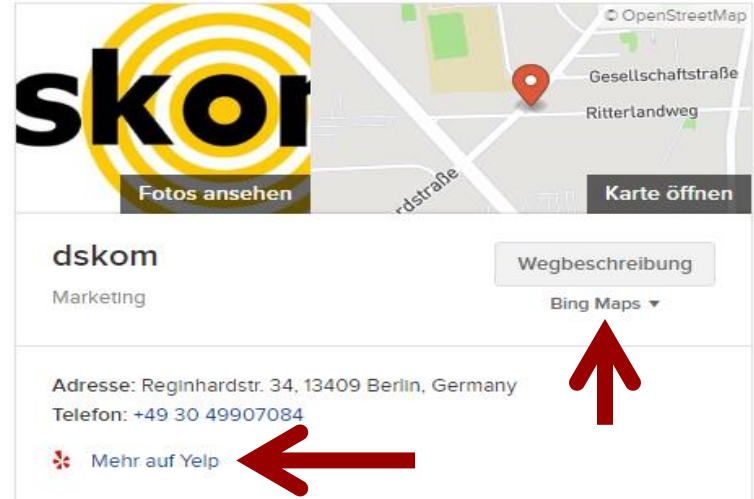 © OpenStreetMap
skom
Gesellschaftstraße
Ritterlandweg
rdstraße
Fotos ansehen
Karte öffnen
dskom
Wegbeschreibung
Marketing
Bing Maps
Adresse: Reginhardstr. 34, 13409 Berlin, Germany
Telefon: +49 30 49907084
Mehr auf Yelp